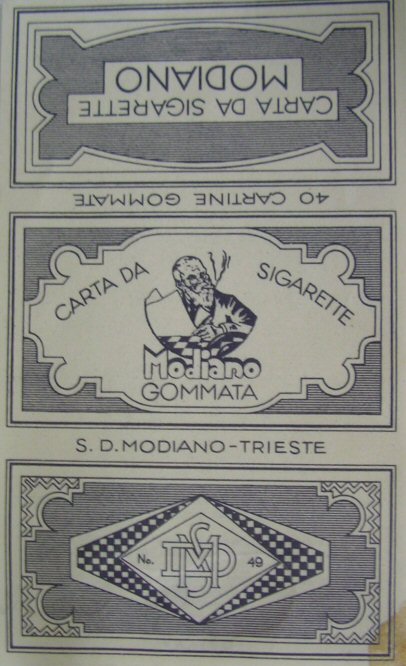 CARTA DA SIGARETTE
MODIANO
40 CARTINE GOMMATE
CARTA DA SIGARETTE
Modiano
GOMMATA
S. D. MODIANO-TRIESTE
No. SDM 49